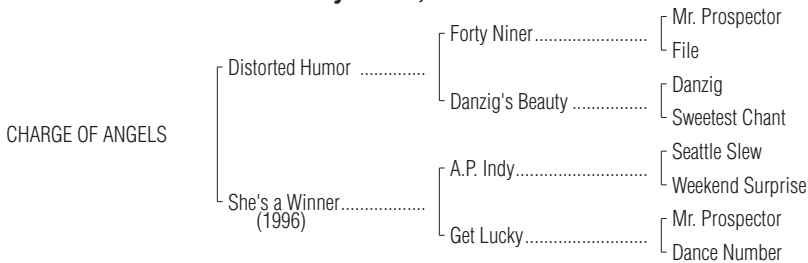 Mr. Prospector
Forty Niner..............................
File
Distorted Humor ..............
Danzig
Danzig's Beauty ................
Sweetest Chant
CHARGE OF ANGELS
Seattle Slew
A.P. Indy.................................
Weekend Surprise
She's a Winner..................
(1996)
Mr. Prospector
Get Lucky...............................
Dance Number